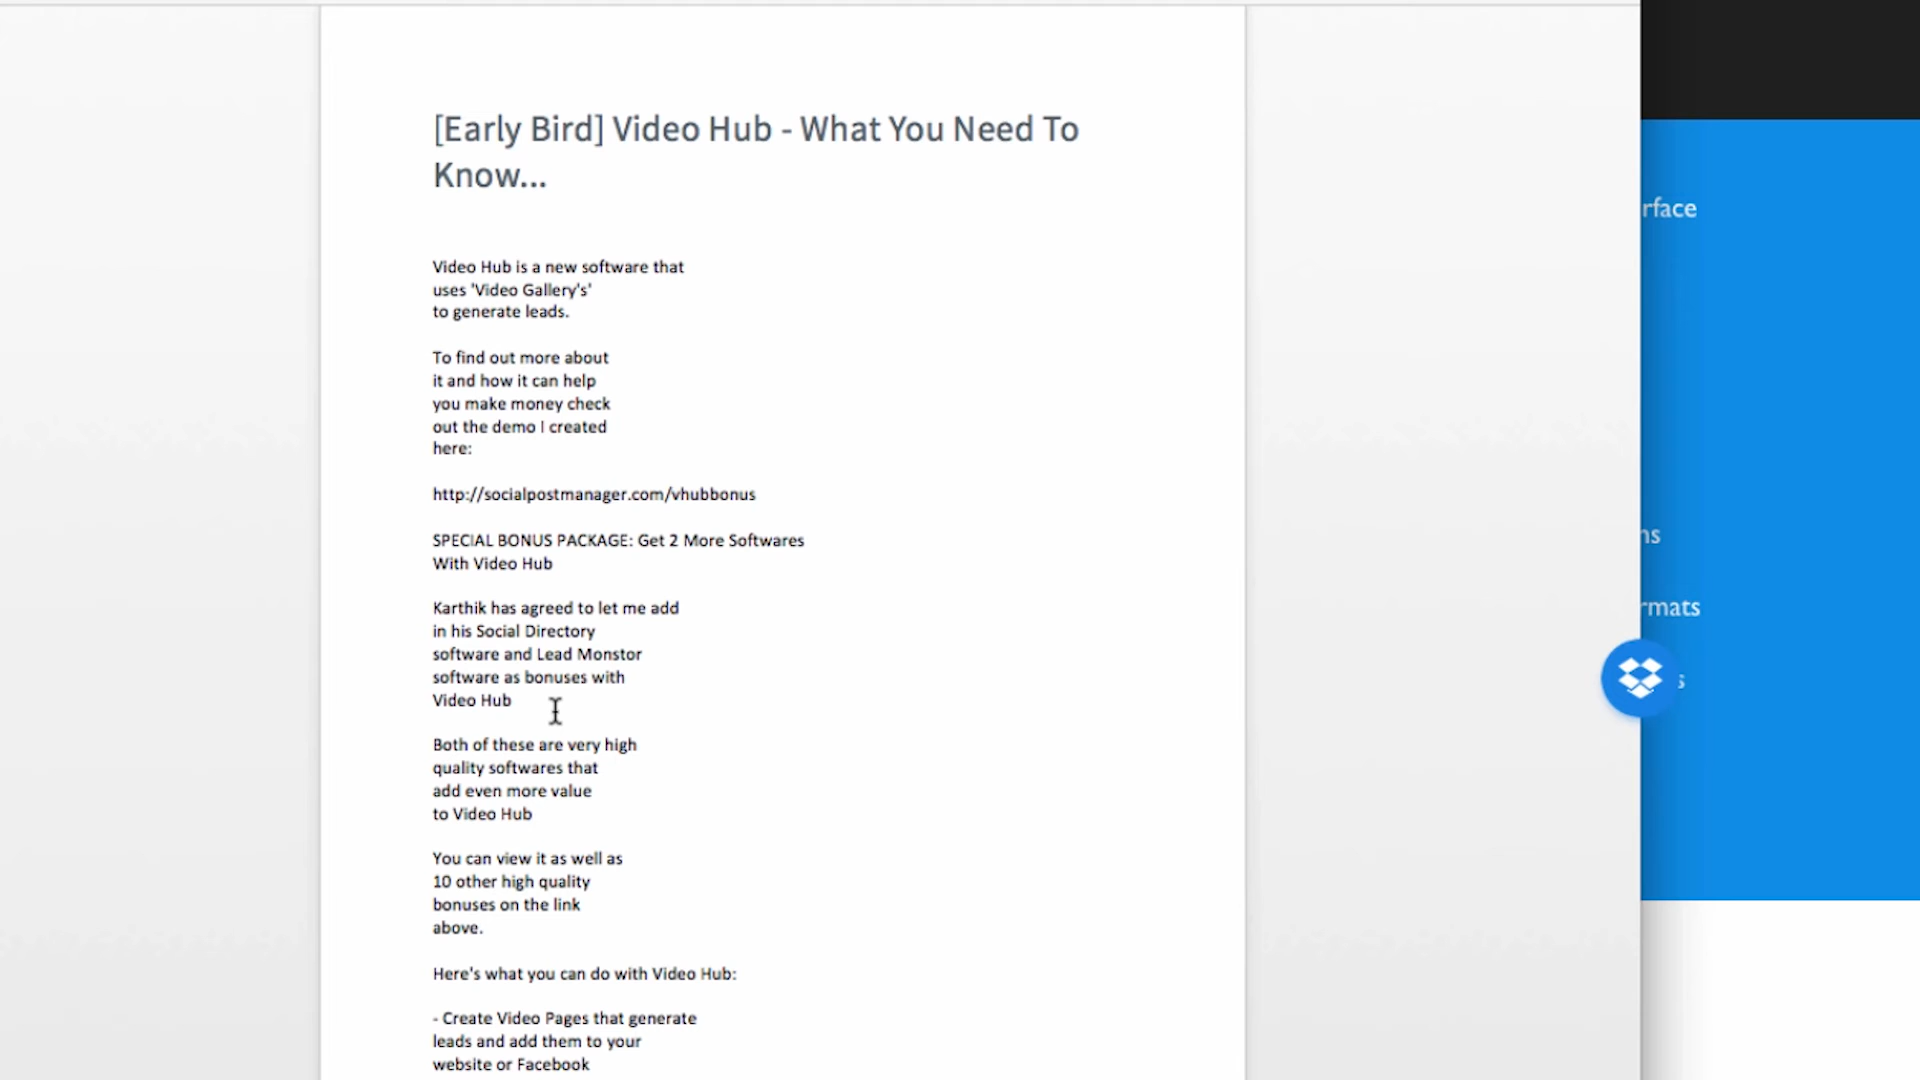 [Early Bird] Video Hub - What You Need To
Know...
Video Hub is a new software that
uses 'Video Gallery's'
to generate leads.
To find out more about
it and how it can help
you make money check
out the demo I created
here:
http://socialpostmanager.com/vhubbonus
SPECIAL BONUS PACKAGE: Get 2 More Softwares
With Video Hub
Karthik has agreed to let me add
in his Social Directory
software and Lead Monstor
software as bonuses with
Video Hub
Both of these are very high
quality softwares that
add even more value
to Video Hub
You can view it as well as
10 other high quality
bonuses on the link
above.
Here's what you can do with Video Hub:
- Create Video Pages that generate
leads and add them to your
website or Facebook